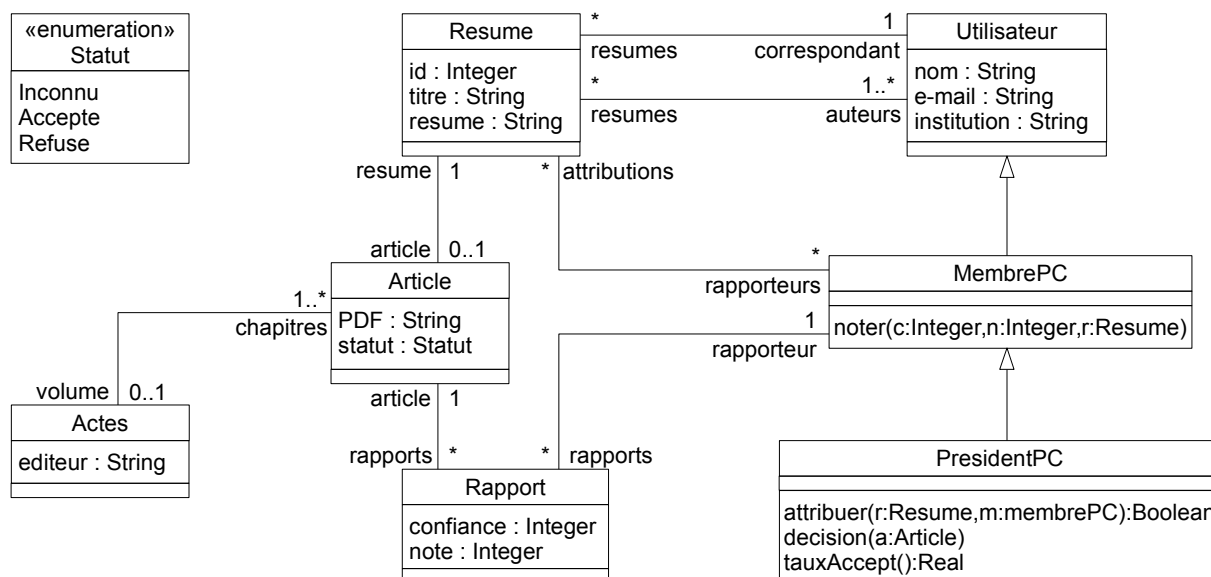 «enumeration»
Statut
Inconnu
Accepte
Refuse
Resume
id : Integer
titre : String
resume : String
* 1
resumes correspondant
* 1..*
resumes auteurs
Utilisateur
nom : String
e-mail : String
institution : String
resume 1
* attributions
article 0..1
*
rapporteurs
Article
PDF : String
statut : Statut
MembrePC
noter(c:Integer,n:Integer,r:Resume)
1..*
chapitres
1
rapporteur
volume 0..1
article 1
Actes
editeur : String
rapports *
* rapports
Rapport
confiance : Integer
note : Integer
PresidentPC
attribuer(r:Resume,m:membrePC):Boolean
decision(a:Article)
tauxAccept():Real